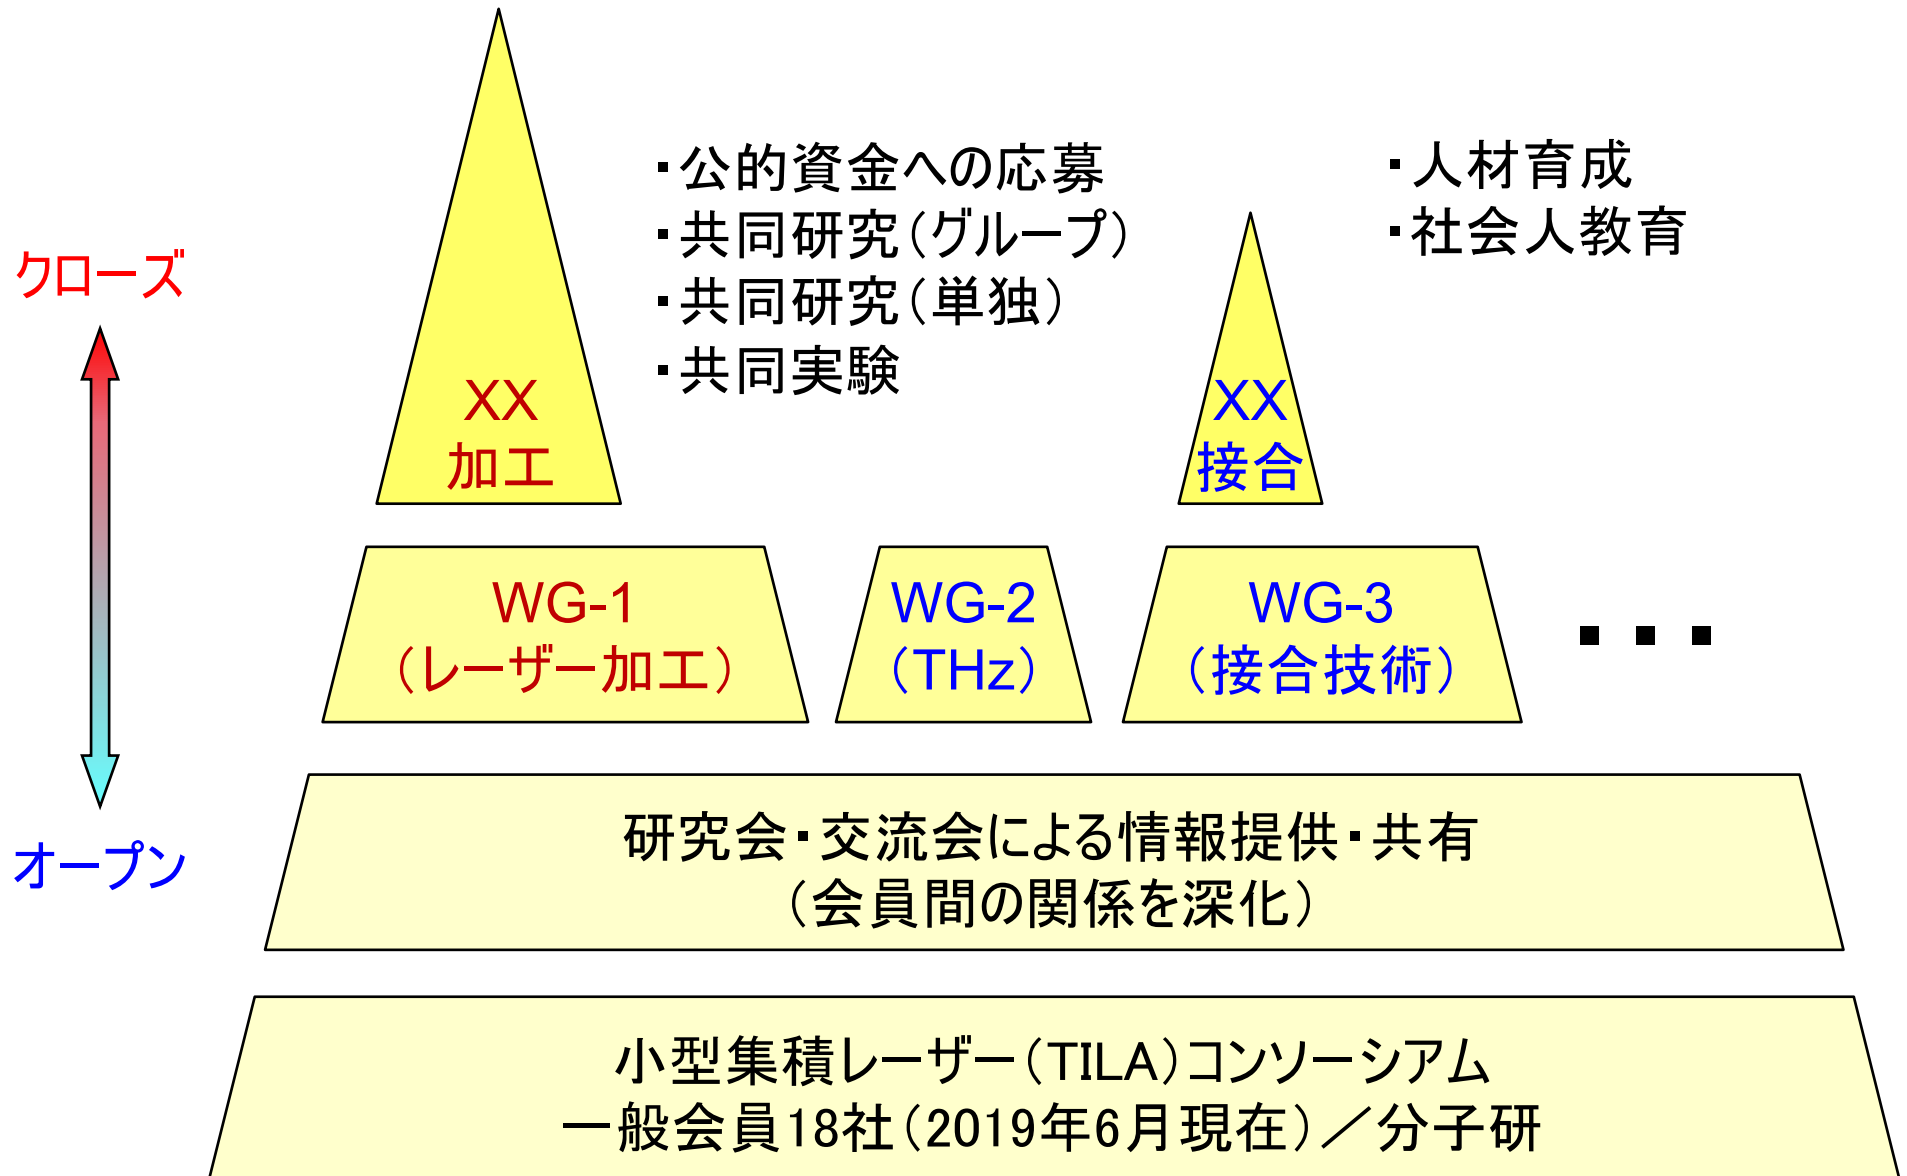 ・公的資金への応募
・共同研究（グループ）
・共同研究（単独）
・共同実験
・人材育成
・社会人教育
クローズ
オープン
XX
加工
XX
接合
WG-1
（レーザー加工）
WG-2
（THz）
WG-3
（接合技術）
・・・
研究会・交流会による情報提供・共有
（会員間の関係を深化）
小型集積レーザー（TILA）コンソーシアム
一般会員18社（2019年6月現在）／分子研